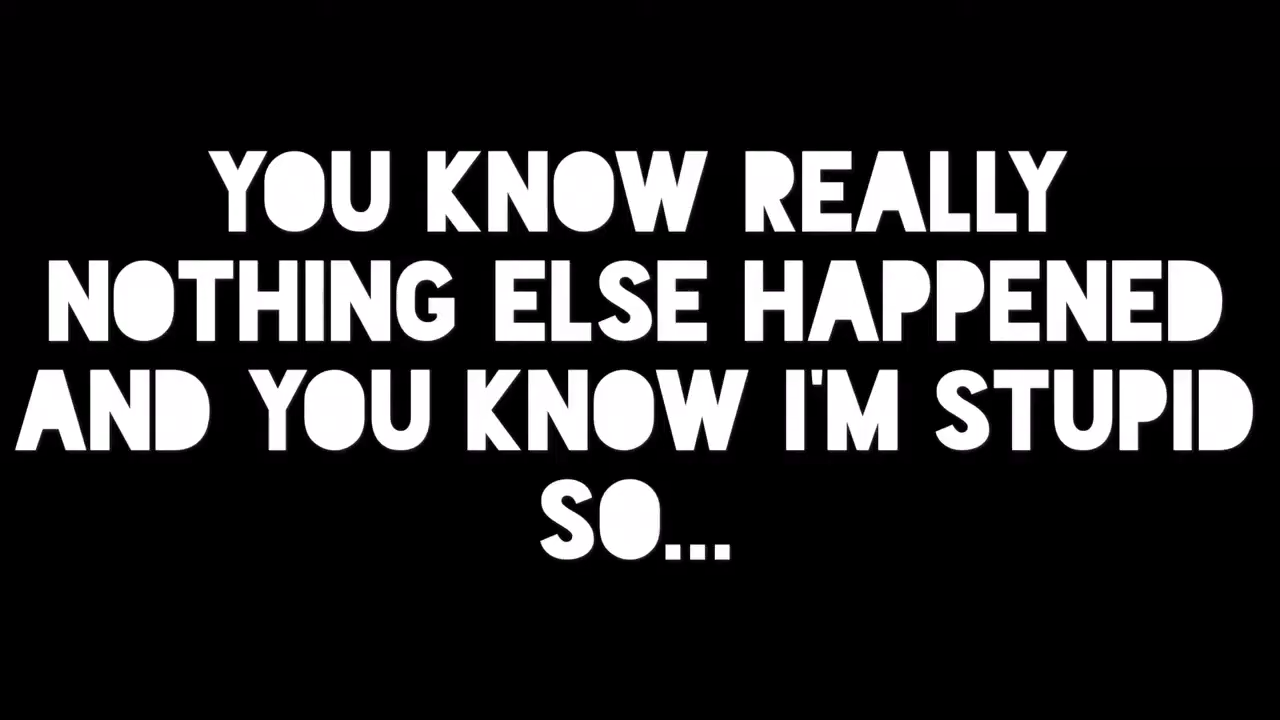 YOU KNOW REALLY
NOTHING ELSE HAPPENED
AND YOU KNOW I'M STUPID
SO...